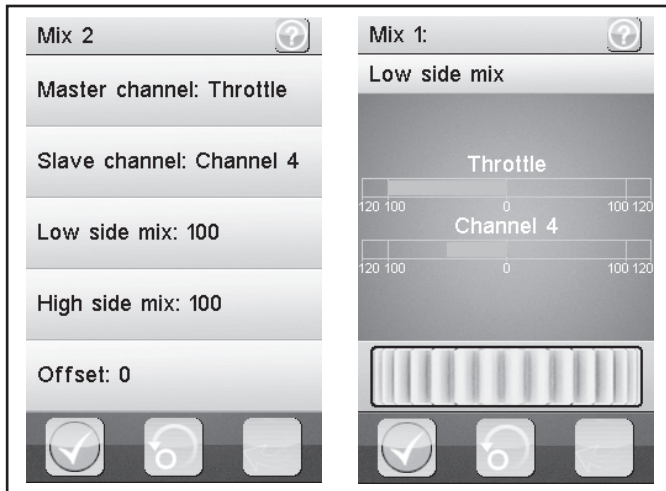 Mix 2
?
Master channel: Throttle
Slave channel: Channel 4
Low side mix: 100
High side mix: 100
Offset: 0
Mix 1:
?
Low side mix
Throttle
120 100 0 100 120
Channel 4
120 100 0 100 120